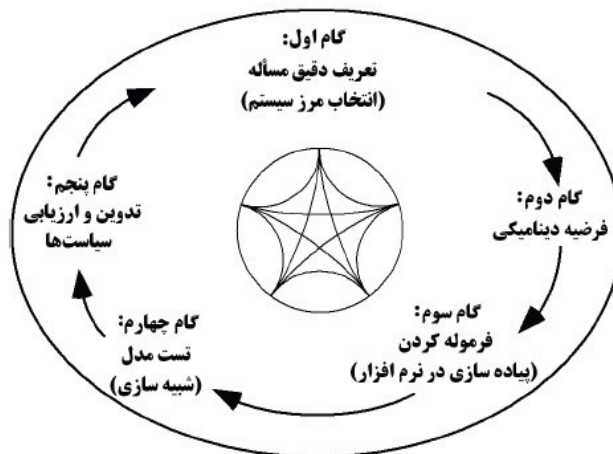 گام اول:
تعریف دقیق مسأله
(انتخاب مرز سیستم)
گام دوم:
فرضیه دینامیکی
گام سوم:
فرموله کردن
(پیاده سازی در نرم افزار)
گام چهارم:
تست مدل
(شبیه سازی)
گام پنجم:
تدوین و ارزیابی
سیاست‌ها